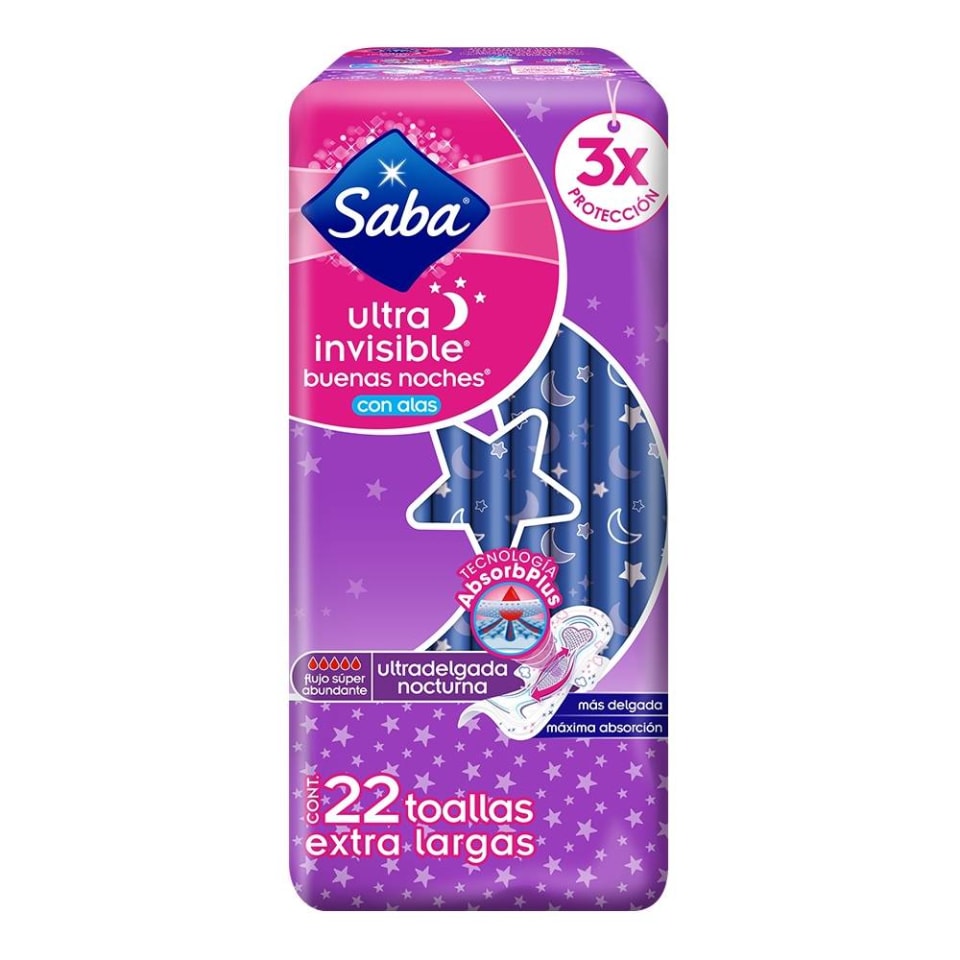 3x
PROTECCIÓN
Saba®
ultra
invisible®
buenas noches®
con alas
TECNOLOGÍA
AbsorbPlus
flujo súper
abundante
ultradelgada
nocturna
más delgada
máxima absorción
CONT. 22 toallas
extra largas